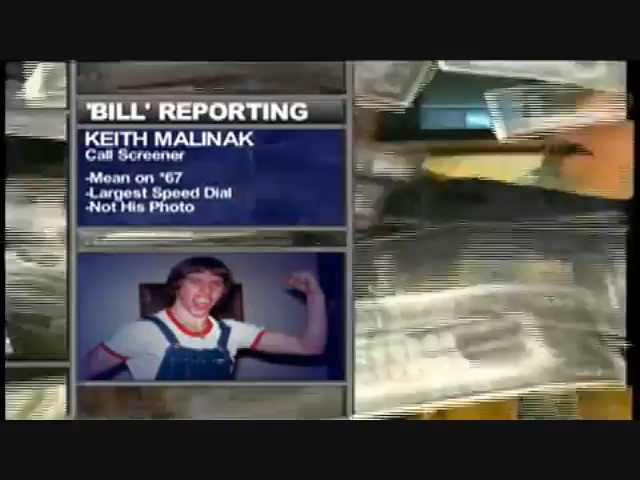 'BILL' REPORTING
KEITH MALINAK
Call Screener
-Mean on *67
-Largest Speed Dial
-Not His Photo